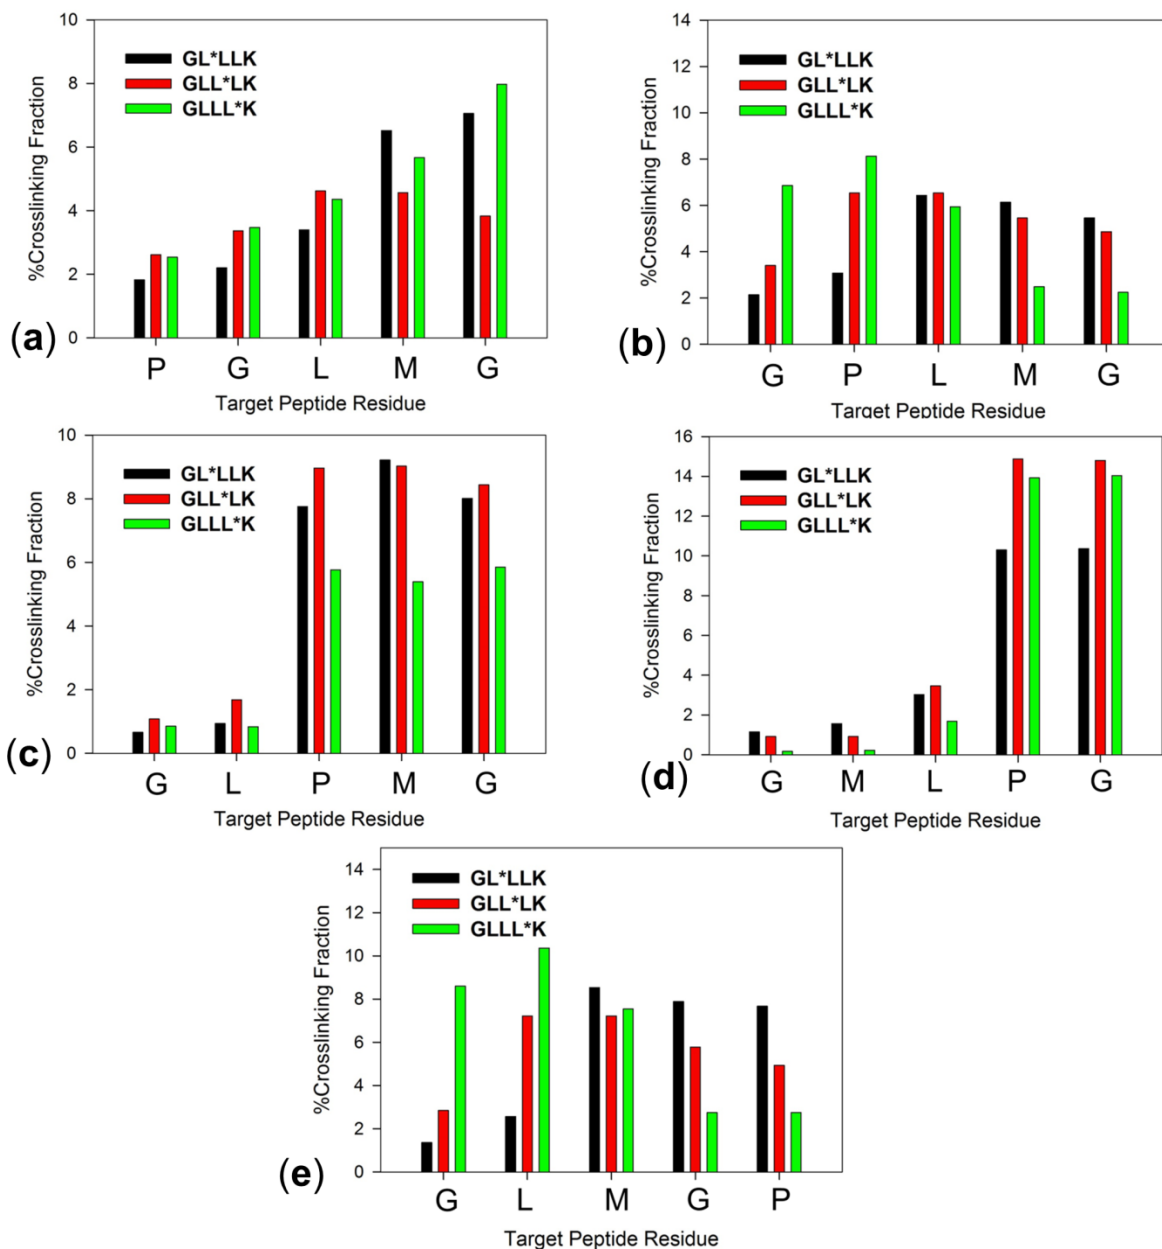 10
8
6
4
2
0
%Crosslinking Fraction
GL*LLK
GLL*LK
GLLL*K
P G L M G
Target Peptide Residue
(a)
14
12
10
8
6
4
2
0
%Crosslinking Fraction
GL*LLK
GLL*LK
GLLL*K
G P L M G
Target Peptide Residue
(b)
10
8
6
4
2
0
%Crosslinking Fraction
GL*LLK
GLL*LK
GLLL*K
G L P M G
Target Peptide Residue
(c)
16
14
12
10
8
6
4
2
0
%Crosslinking Fraction
GL*LLK
GLL*LK
GLLL*K
G M L P G
Target Peptide Residue
(d)
14
12
10
8
6
4
2
0
%Crosslinking Fraction
GL*LLK
GLL*LK
GLLL*K
G L M G P
Target Peptide Residue
(e)